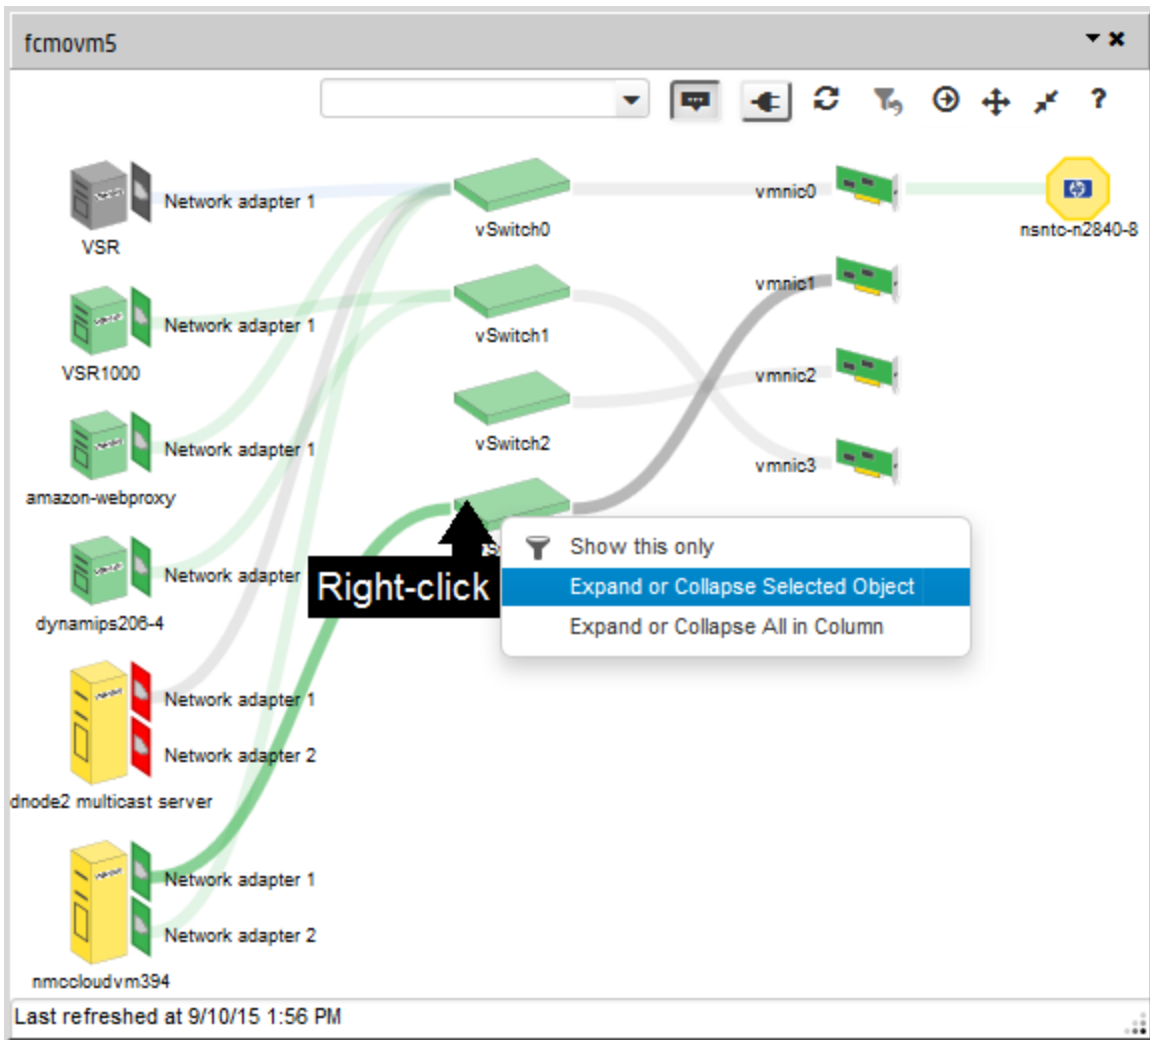 fcmovm5
?
Network adapter 1
VSR
vSwitch0
vmnic0
nsntc-n2840-8
Network adapter 1
VSR1000
vSwitch1
vmnic1
Network adapter 1
amazon-webproxy
vSwitch2
vmnic2
vmnic3
Network adapter
dynamips206-4
Right-click
Show this only
Expand or Collapse Selected Object
Expand or Collapse All in Column
Network adapter 1
Network adapter 2
dnode2 multicast server
Network adapter 1
Network adapter 2
nmccloudvm394
Last refreshed at 9/10/15 1:56 PM